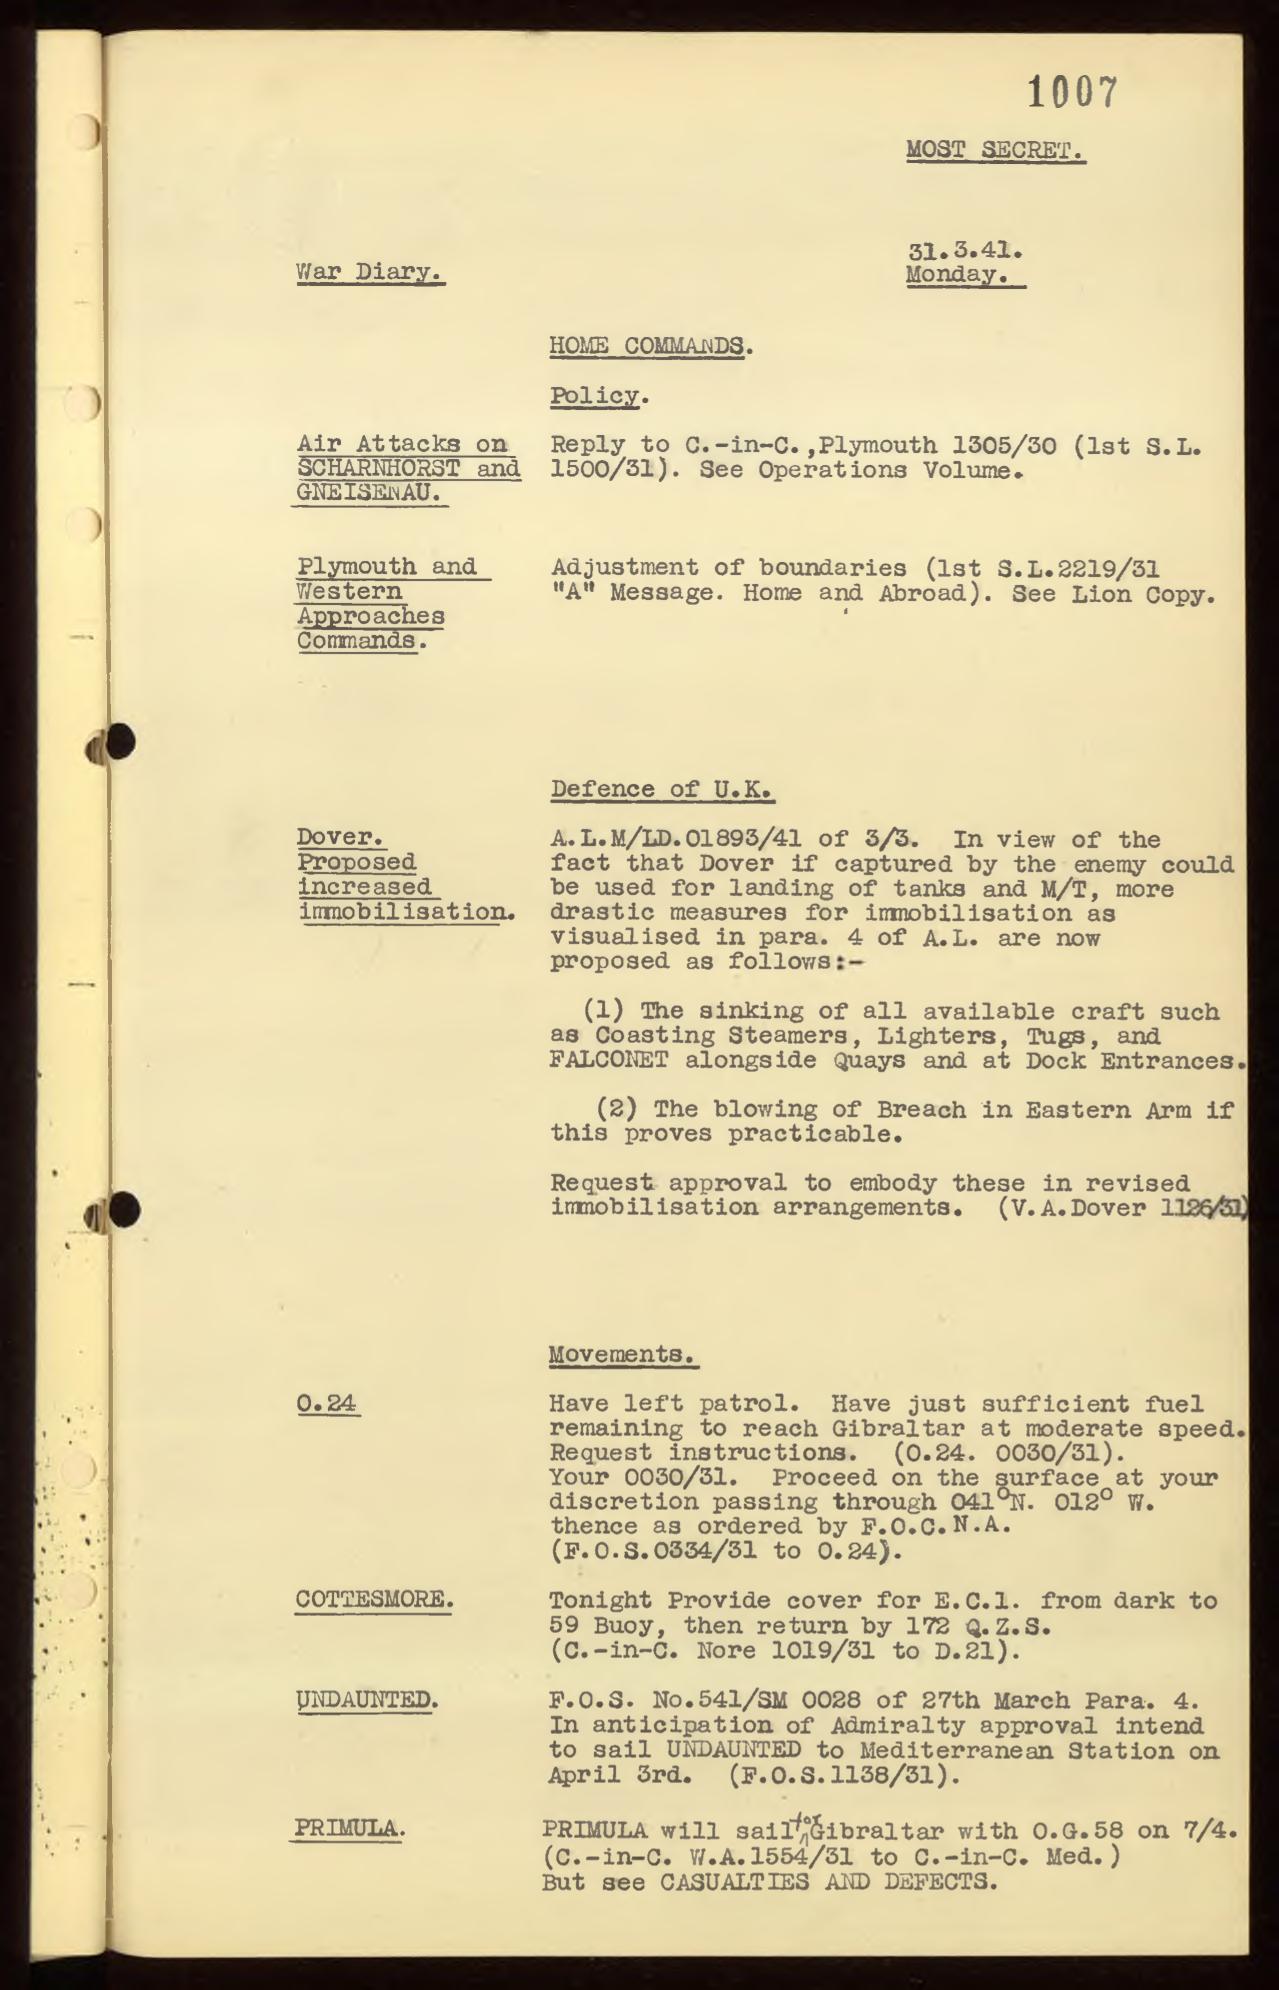 1007
MOST SECRET.
31.3.41.
War Diary.
Monday.
HOME COMMANDS.
Policy.
Air Attacks on
SCHARNHORST and
GNEISENAU.
Reply to C.-in-C.,Plymouth 1305/30 (1st S.L.
1500/31). See Operations Volume.
Plymouth and
Western
Approaches
Commands.
Adjustment of boundaries (1st S.L.2219/31
"A" Message. Home and Abroad). See Lion Copy.
Defence of U.K.
Dover.
Proposed
increased
immobilisation.
A.L.M/LD.01893/41 of 3/3. In view of the
fact that Dover if captured by the enemy could
be used for landing of tanks and M/T, more
drastic measures for immobilisation as
visualised in para. 4 of A.L. are now
proposed as follows:-
(1) The sinking of all available craft such
as Coasting Steamers, Lighters, Tugs, and
FALCONET alongside Quays and at Dock Entrances.
(2) The blowing of Breach in Eastern Arm if
this proves practicable.
Request approval to embody these in revised
immobilisation arrangements. (V.A.Dover 1126/31)
Movements.
O.24
Have left patrol. Have just sufficient fuel
remaining to reach Gibraltar at moderate speed.
Request instructions. (O.24. 0030/31).
Your 0030/31. Proceed on the surface at your
discretion passing through 041°N. 012° W.
thence as ordered by F.O.C.N.A.
(F.O.S.0334/31 to O.24).
COTTESMORE.
Tonight Provide cover for E.C.1. from dark to
59 Buoy, then return by 172 Q.Z.S.
(C.-in-C. Nore 1019/31 to D.21).
UNDAUNTED.
F.O.S. No.541/SM 0028 of 27th March Para. 4.
In anticipation of Admiralty approval intend
to sail UNDAUNTED to Mediterranean Station on
April 3rd. (F.O.S.1138/31).
PRIMULA.
PRIMULA will sail for Gibraltar with O.G.58 on 7/4.
(C.-in-C. W.A.1554/31 to C.-in-C. Med.)
But see CASUALTIES AND DEFECTS.